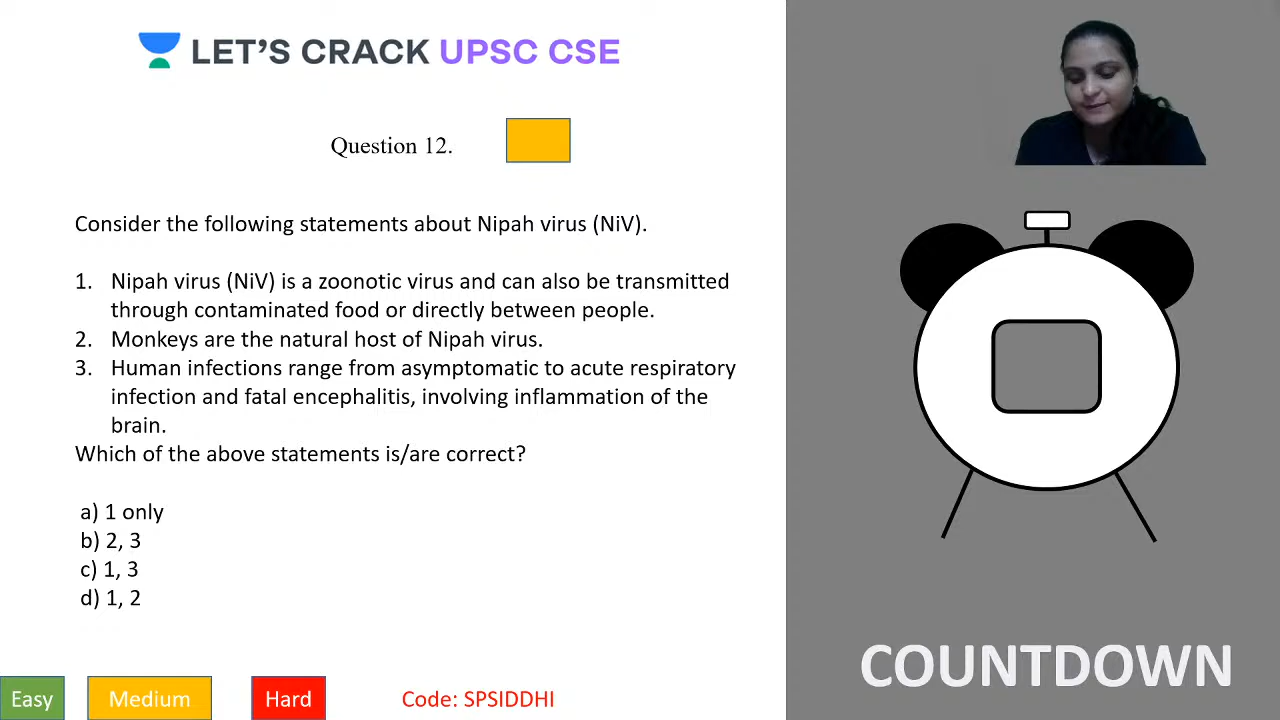 LET'S CRACK UPSC CSE
Question 12.
Consider the following statements about Nipah virus (NiV).
1. Nipah virus (NiV) is a zoonotic virus and can also be transmitted
through contaminated food or directly between people.
2. Monkeys are the natural host of Nipah virus.
3. Human infections range from asymptomatic to acute respiratory
infection and fatal encephalitis, involving inflammation of the
brain.
Which of the above statements is/are correct?
a) 1 only
b) 2, 3
c) 1, 3
d) 1, 2
Easy
Medium
Hard
Code: SPSIDDHI
COUNTDOWN